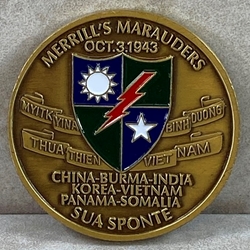 MERRILL'S MARAUDERS
OCT.3.1943
MYITKYINA
BINH DUONG
THUA THIEN
VIET NAM
CHINA-BURMA-INDIA
KOREA-VIETNAM
PANAMA-SOMALIA
SUA SPONTE